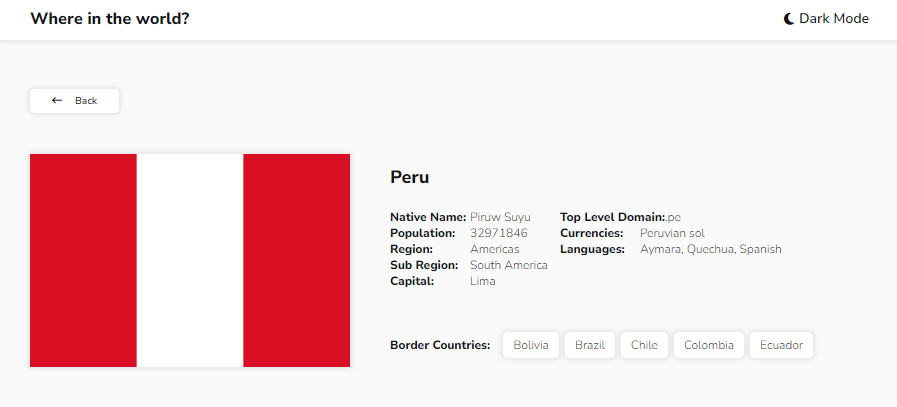 Where in the world?
Dark Mode
← Back
Peru
Native Name: Piruw Suyu
Population: 32971846
Region: Americas
Sub Region: South America
Capital: Lima
Top Level Domain:.pe
Currencies: Peruvian sol
Languages: Aymara, Quechua, Spanish
Border Countries: Bolivia Brazil Chile Colombia Ecuador